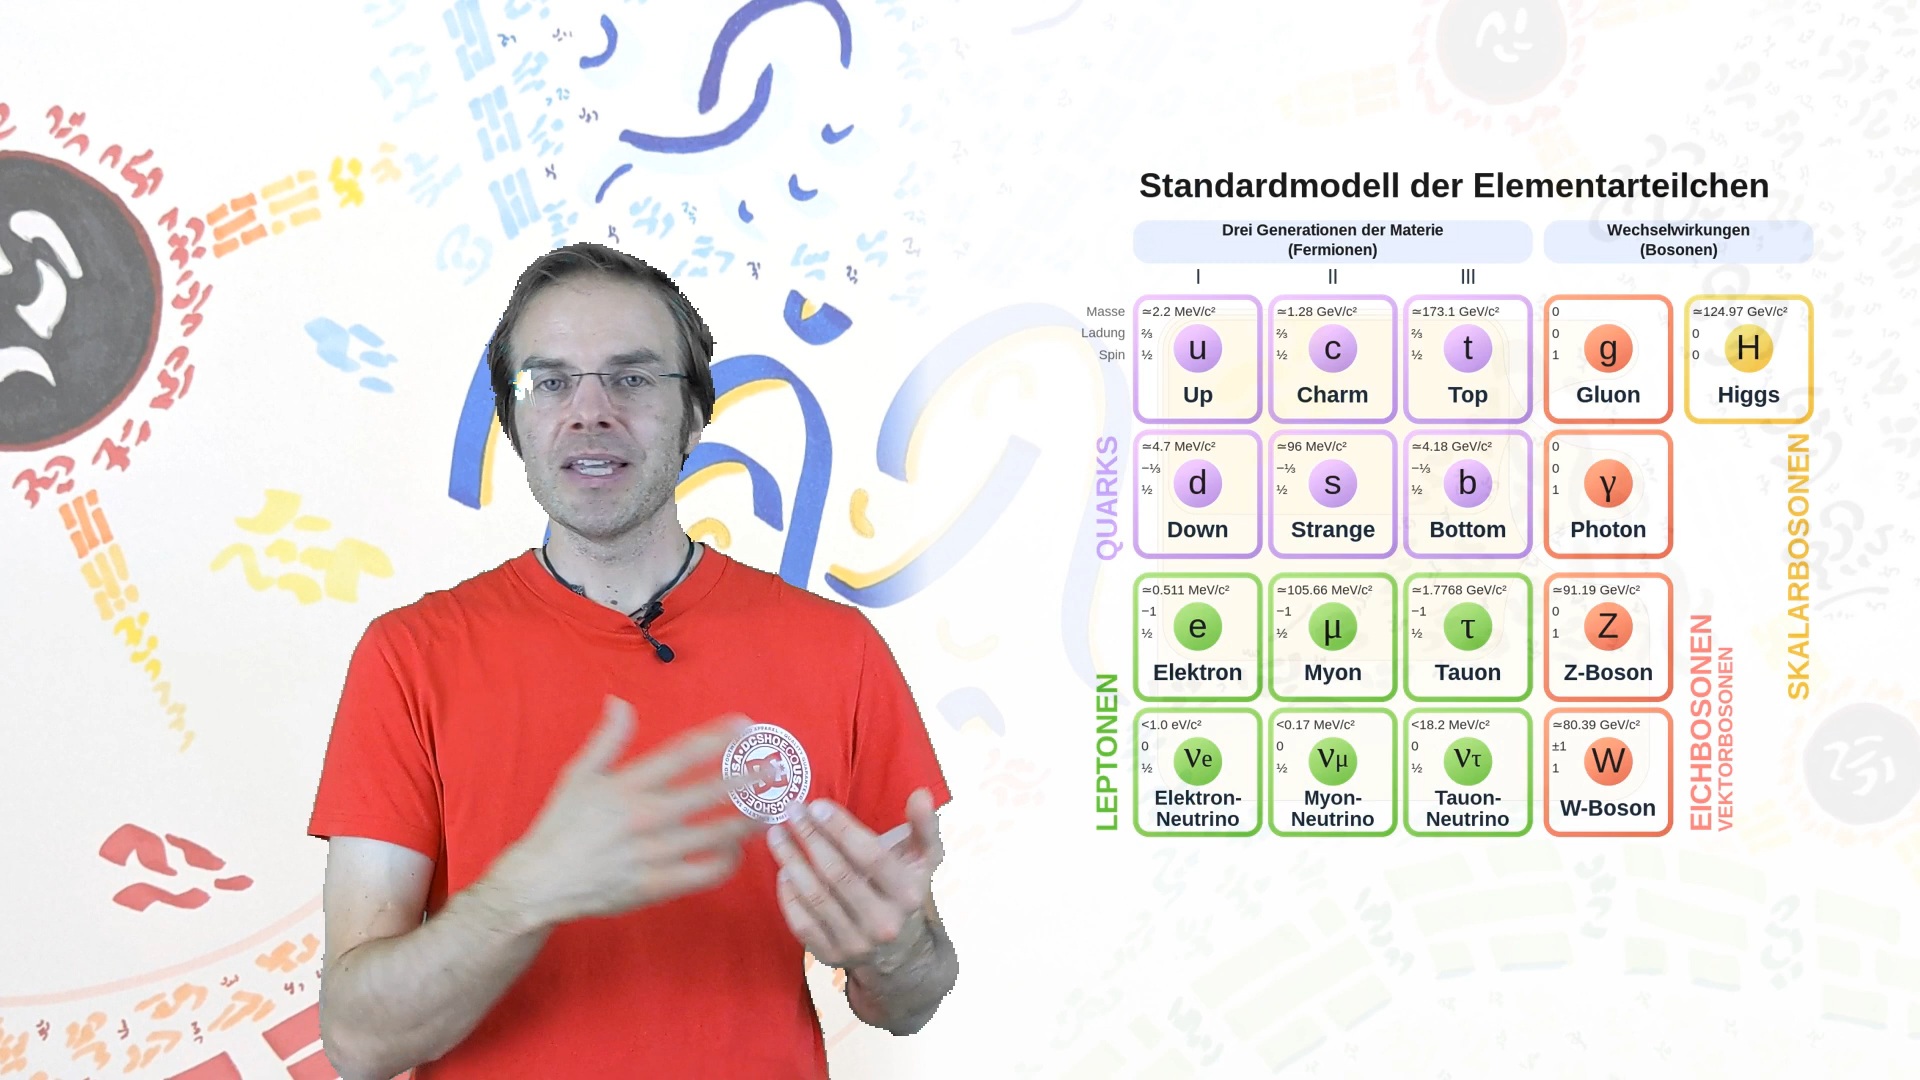 Standardmodell der Elementarteilchen
Drei Generationen der Materie
(Fermionen)
Wechselwirkungen
(Bosonen)
I II III
Masse
Ladung
Spin
≃2.2 MeV/c²
⅔
½
u
Up
≃1.28 GeV/c²
⅔
½
c
Charm
≃173.1 GeV/c²
⅔
½
t
Top
0
0
1
g
Gluon
≃124.97 GeV/c²
0
0
H
Higgs
QUARKS
≃4.7 MeV/c²
−⅓
½
d
Down
≃96 MeV/c²
−⅓
½
s
Strange
≃4.18 GeV/c²
−⅓
½
b
Bottom
0
0
1
γ
Photon
SKALARBOSONEN
LEPTONEN
≃0.511 MeV/c²
−1
½
e
Elektron
≃105.66 MeV/c²
−1
½
μ
Myon
≃1.7768 GeV/c²
−1
½
τ
Tauon
≃91.19 GeV/c²
0
1
Z
Z-Boson
<1.0 eV/c²
0
½
νe
Elektron-
Neutrino
<0.17 MeV/c²
0
½
νμ
Myon-
Neutrino
<18.2 MeV/c²
0
½
ντ
Tauon-
Neutrino
≃80.39 GeV/c²
±1
1
W
W-Boson
EICHBOSONEN
VEKTORBOSONEN
DCSHOECOUSA